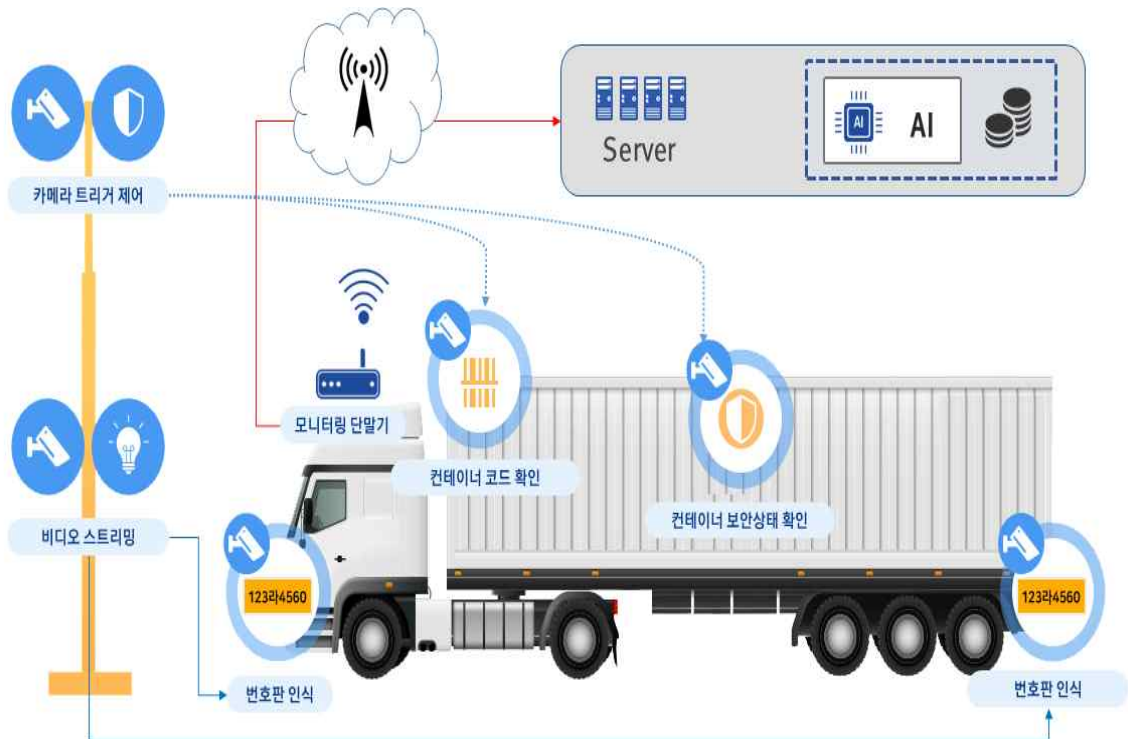 AI
AI
Server
카메라 트리거 제어
모니터링 단말기
컨테이너 코드 확인
컨테이너 보안상태 확인
비디오 스트리밍
123라4560
123라4560
번호판 인식
번호판 인식